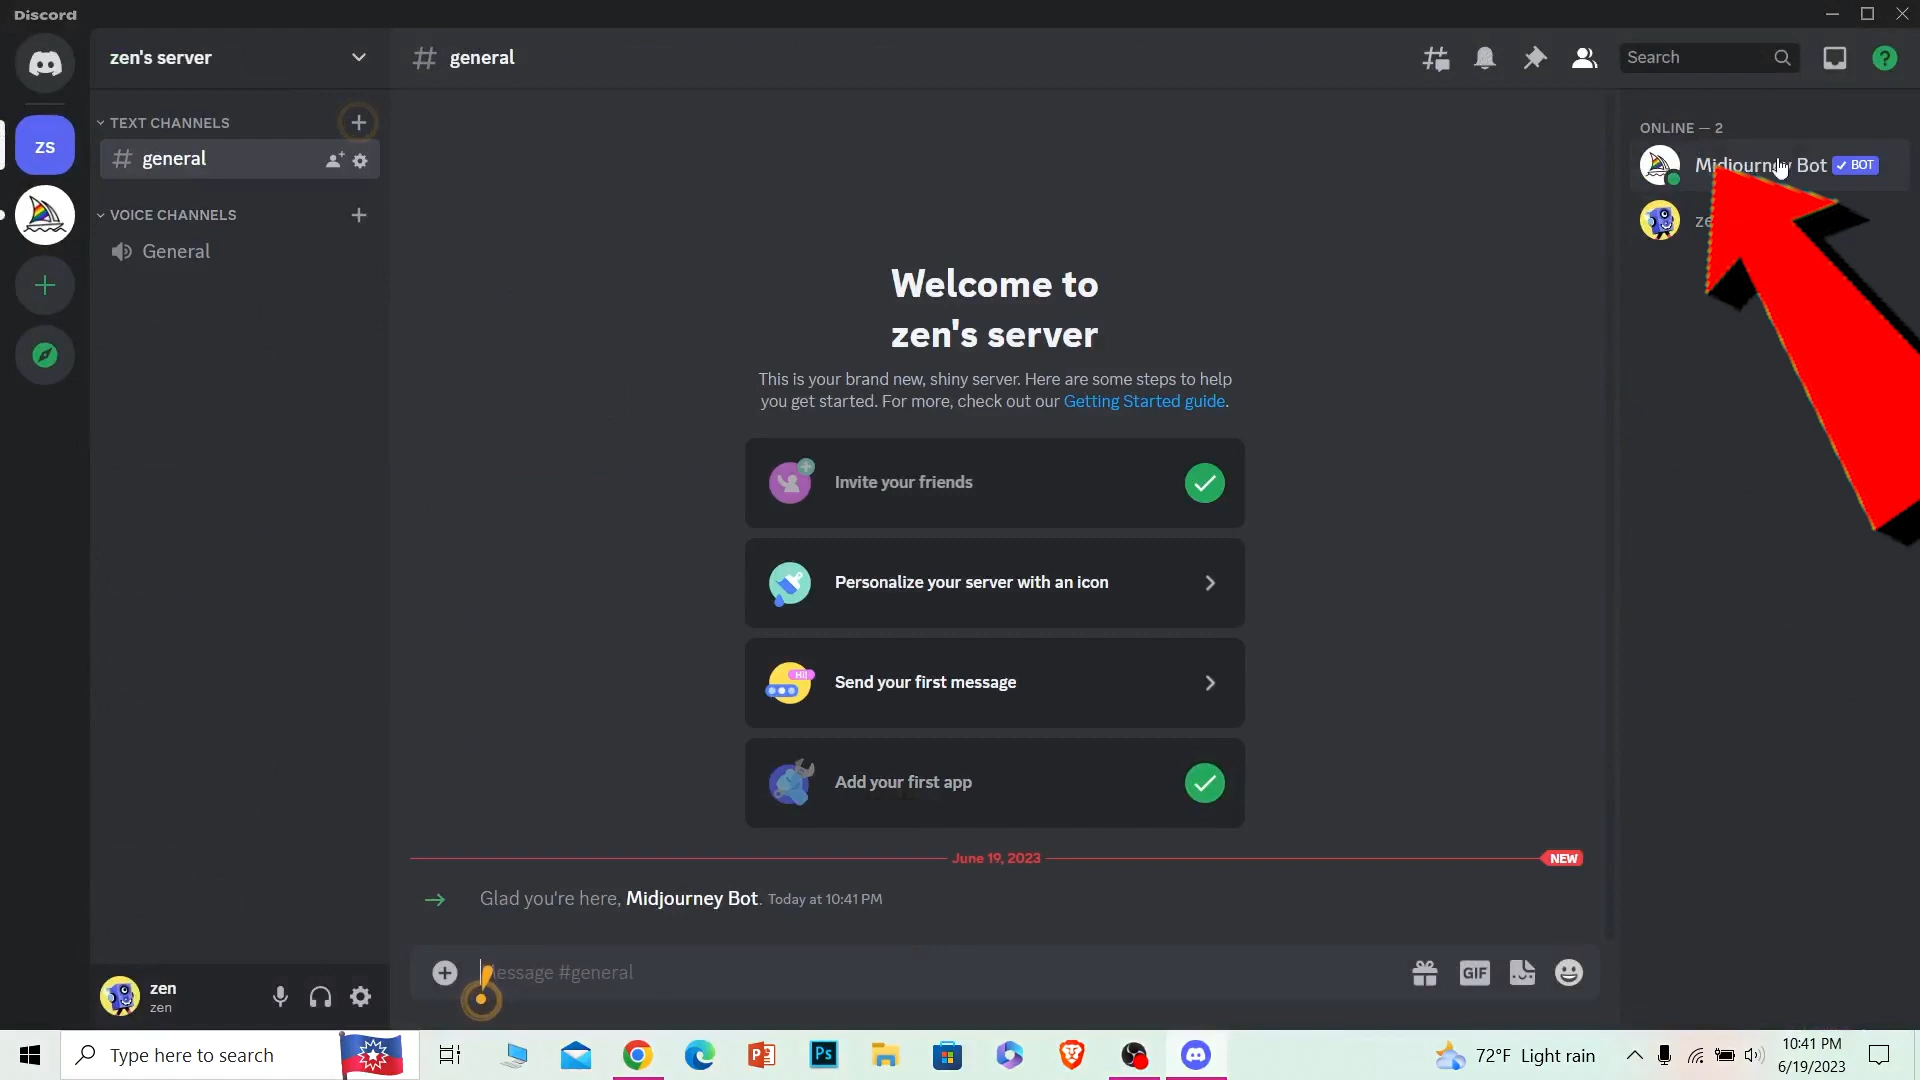 Discord
zen's server
general
Search
TEXT CHANNELS
general
VOICE CHANNELS
General
ZS
ONLINE — 2
Midjourney Bot
BOT
Welcome to
zen's server
This is your brand new, shiny server. Here are some steps to help
you get started. For more, check out our Getting Started guide.
Invite your friends
Personalize your server with an icon
Hi!
Send your first message
Add your first app
June 19, 2023
NEW
Glad you're here, Midjourney Bot. Today at 10:41 PM
Message #general
GIF
zen
zen
Type here to search
Ps
72°F Light rain
10:41 PM
6/19/2023